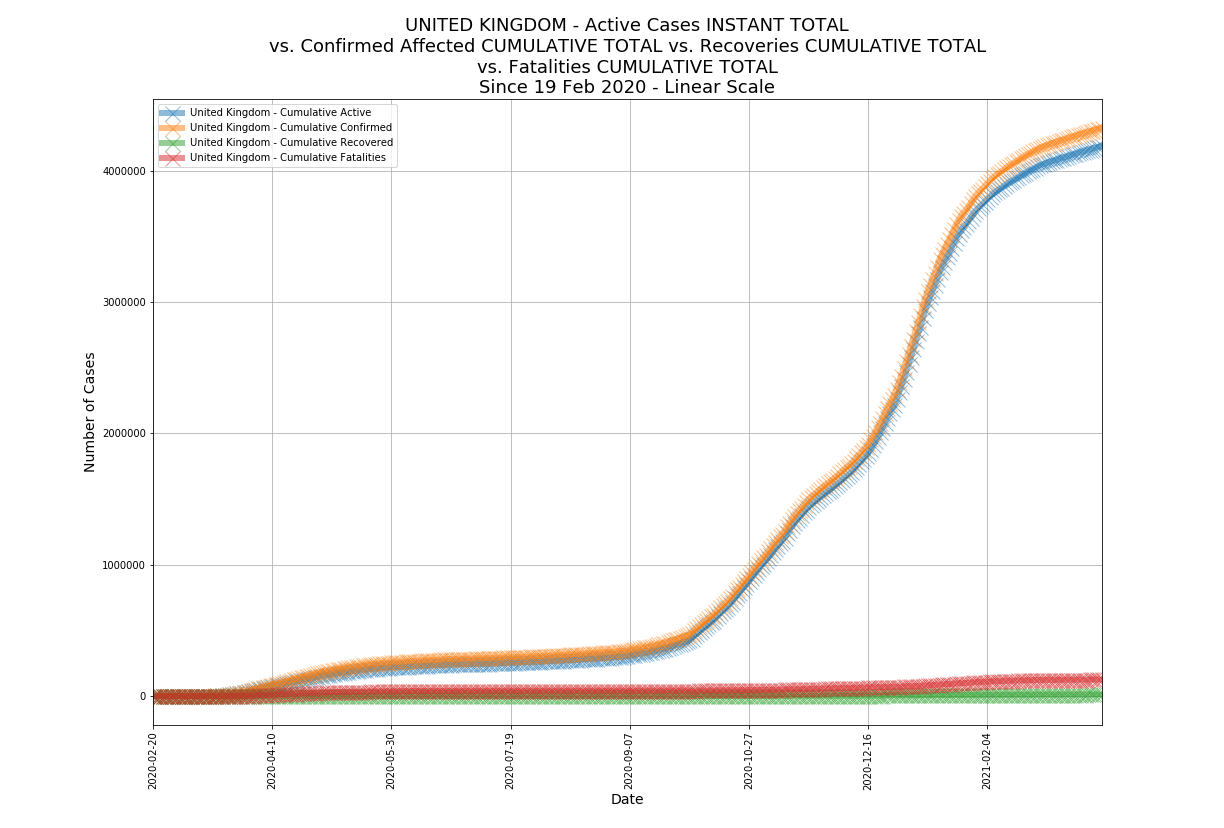 UNITED KINGDOM - Active Cases INSTANT TOTAL
vs. Confirmed Affected CUMULATIVE TOTAL vs. Recoveries CUMULATIVE TOTAL
vs. Fatalities CUMULATIVE TOTAL
Since 19 Feb 2020 - Linear Scale
United Kingdom - Cumulative Active
United Kingdom - Cumulative Confirmed
United Kingdom - Cumulative Recovered
United Kingdom - Cumulative Fatalities
4000000
3000000
2000000
1000000
0
Number of Cases
2020-02-20
2020-04-10
2020-05-30
2020-07-19
2020-09-07
2020-10-27
2020-12-16
2021-02-04
Date